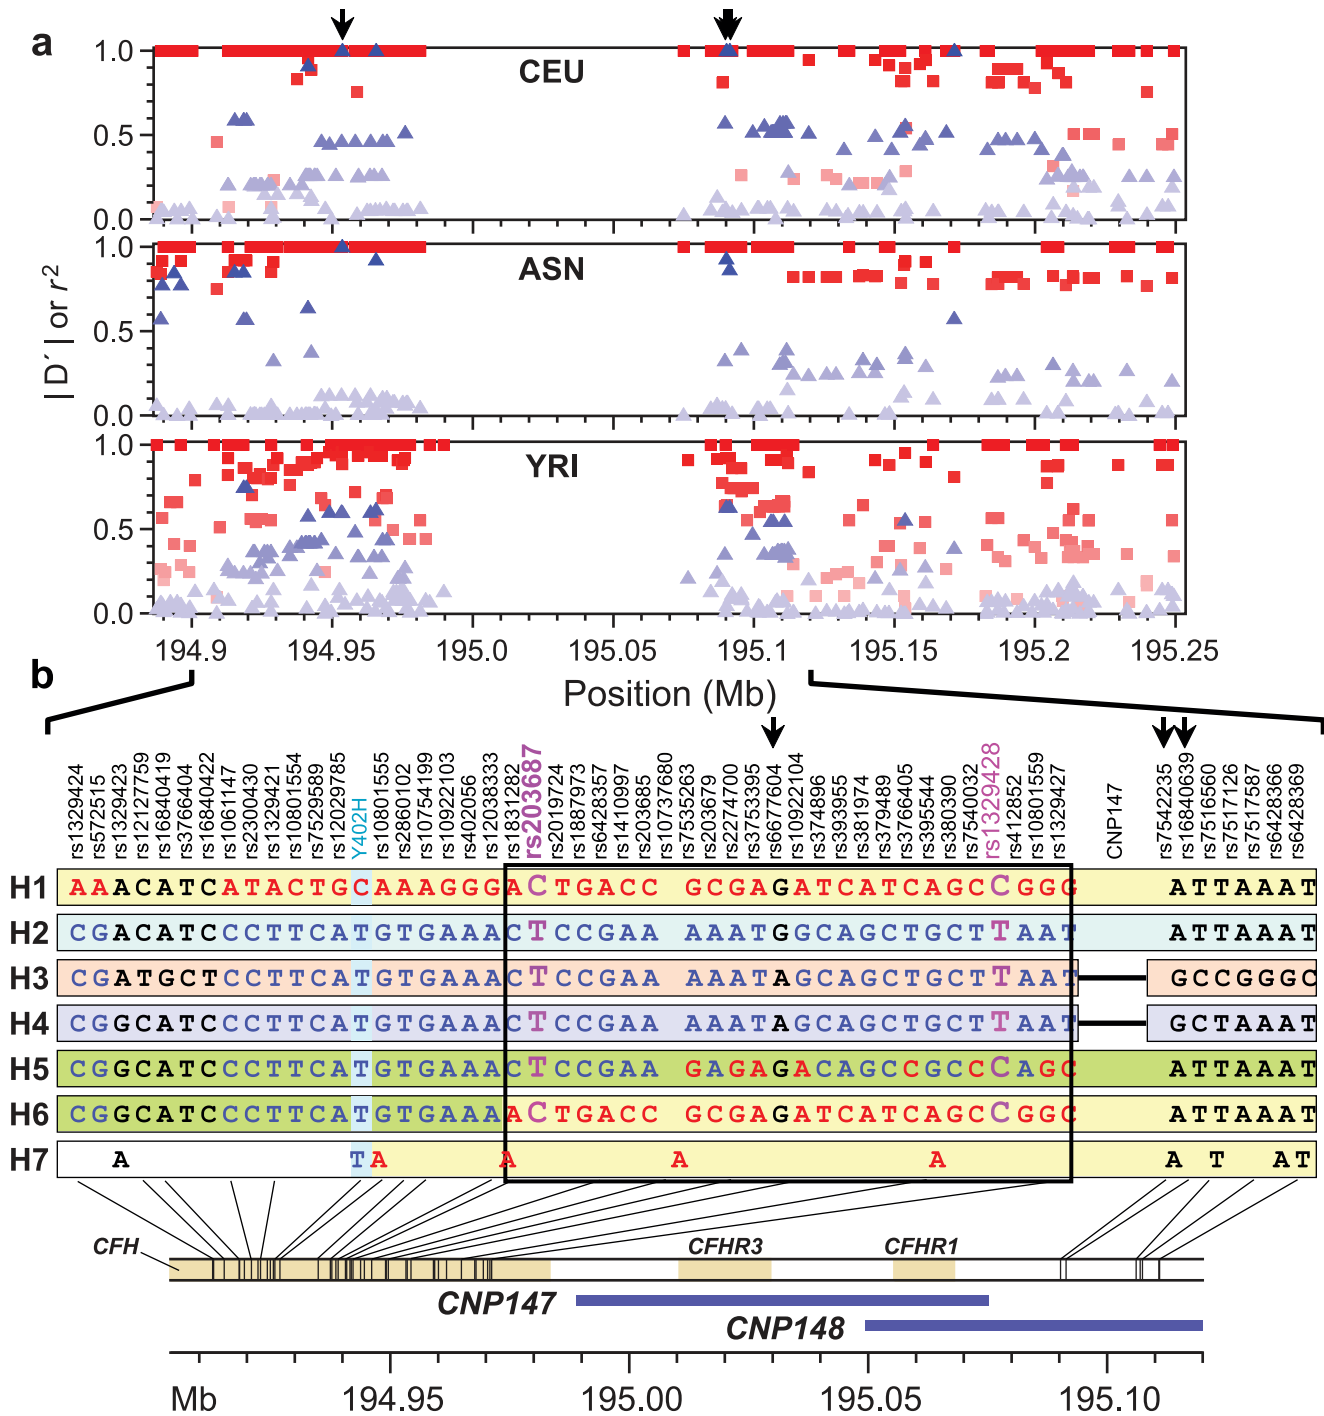 a
CEU
1.0
0.5
0.0
ASN
1.0
0.5
0.0
YRI
1.0
0.5
0.0
|D´| or r²
194.9 194.95 195.0 195.05 195.1 195.15 195.2 195.25
Position (Mb)
b
rs1329424
rs572515
rs1329423
rs12127759
rs16840419
rs3766404
rs16840422
rs1061147
rs2300430
rs1329421
rs10801554
rs7529589
rs12029785
Y402H
rs10801555
rs2860102
rs10754199
rs10922103
rs402056
rs12038333
rs1831282
rs203687
rs2019724
rs1887973
rs6428357
rs1410997
rs203685
rs10737680
rs7535263
rs203679
rs2274700
rs3753395
rs6677604
rs10922104
rs374896
rs393955
rs381974
rs379489
rs3766405
rs395544
rs380390
rs7540032
rs1329428
rs412852
rs10801559
rs1329427
CNP147
rs7542235
rs16840639
rs7516560
rs7517126
rs7517587
rs6428366
rs6428369
H1 AAACATCATACTGCAAAGGGACTGACC GCGAGATCATCAGCCGGG ATTAAAT
H2 CGACATCCCTTCATGTGAAACTCCGAA AAATGGCAGCTGCTTAAT ATTAAAT
H3 CGATGCTCCTTCATGTGAAACTCCGAA AAATAGCAGCTGCTTAAT GCCGGGC
H4 CGGCATCCCTTCATGTGAAACTCCGAA AAATAGCAGCTGCTTAAT GCTAAAT
H5 CGGCATCCCTTCATGTGAAACTCCGAA GAGAGACAGCCGCCCAGC ATTAAAT
H6 CGGCATCCCTTCATGTGAAAACTGACC GCGAGATCATCAGCCGGC ATTAAAT
H7 A T A A A A A T A T
CFH CFHR3 CFHR1
CNP147
CNP148
Mb 194.95 195.00 195.05 195.10